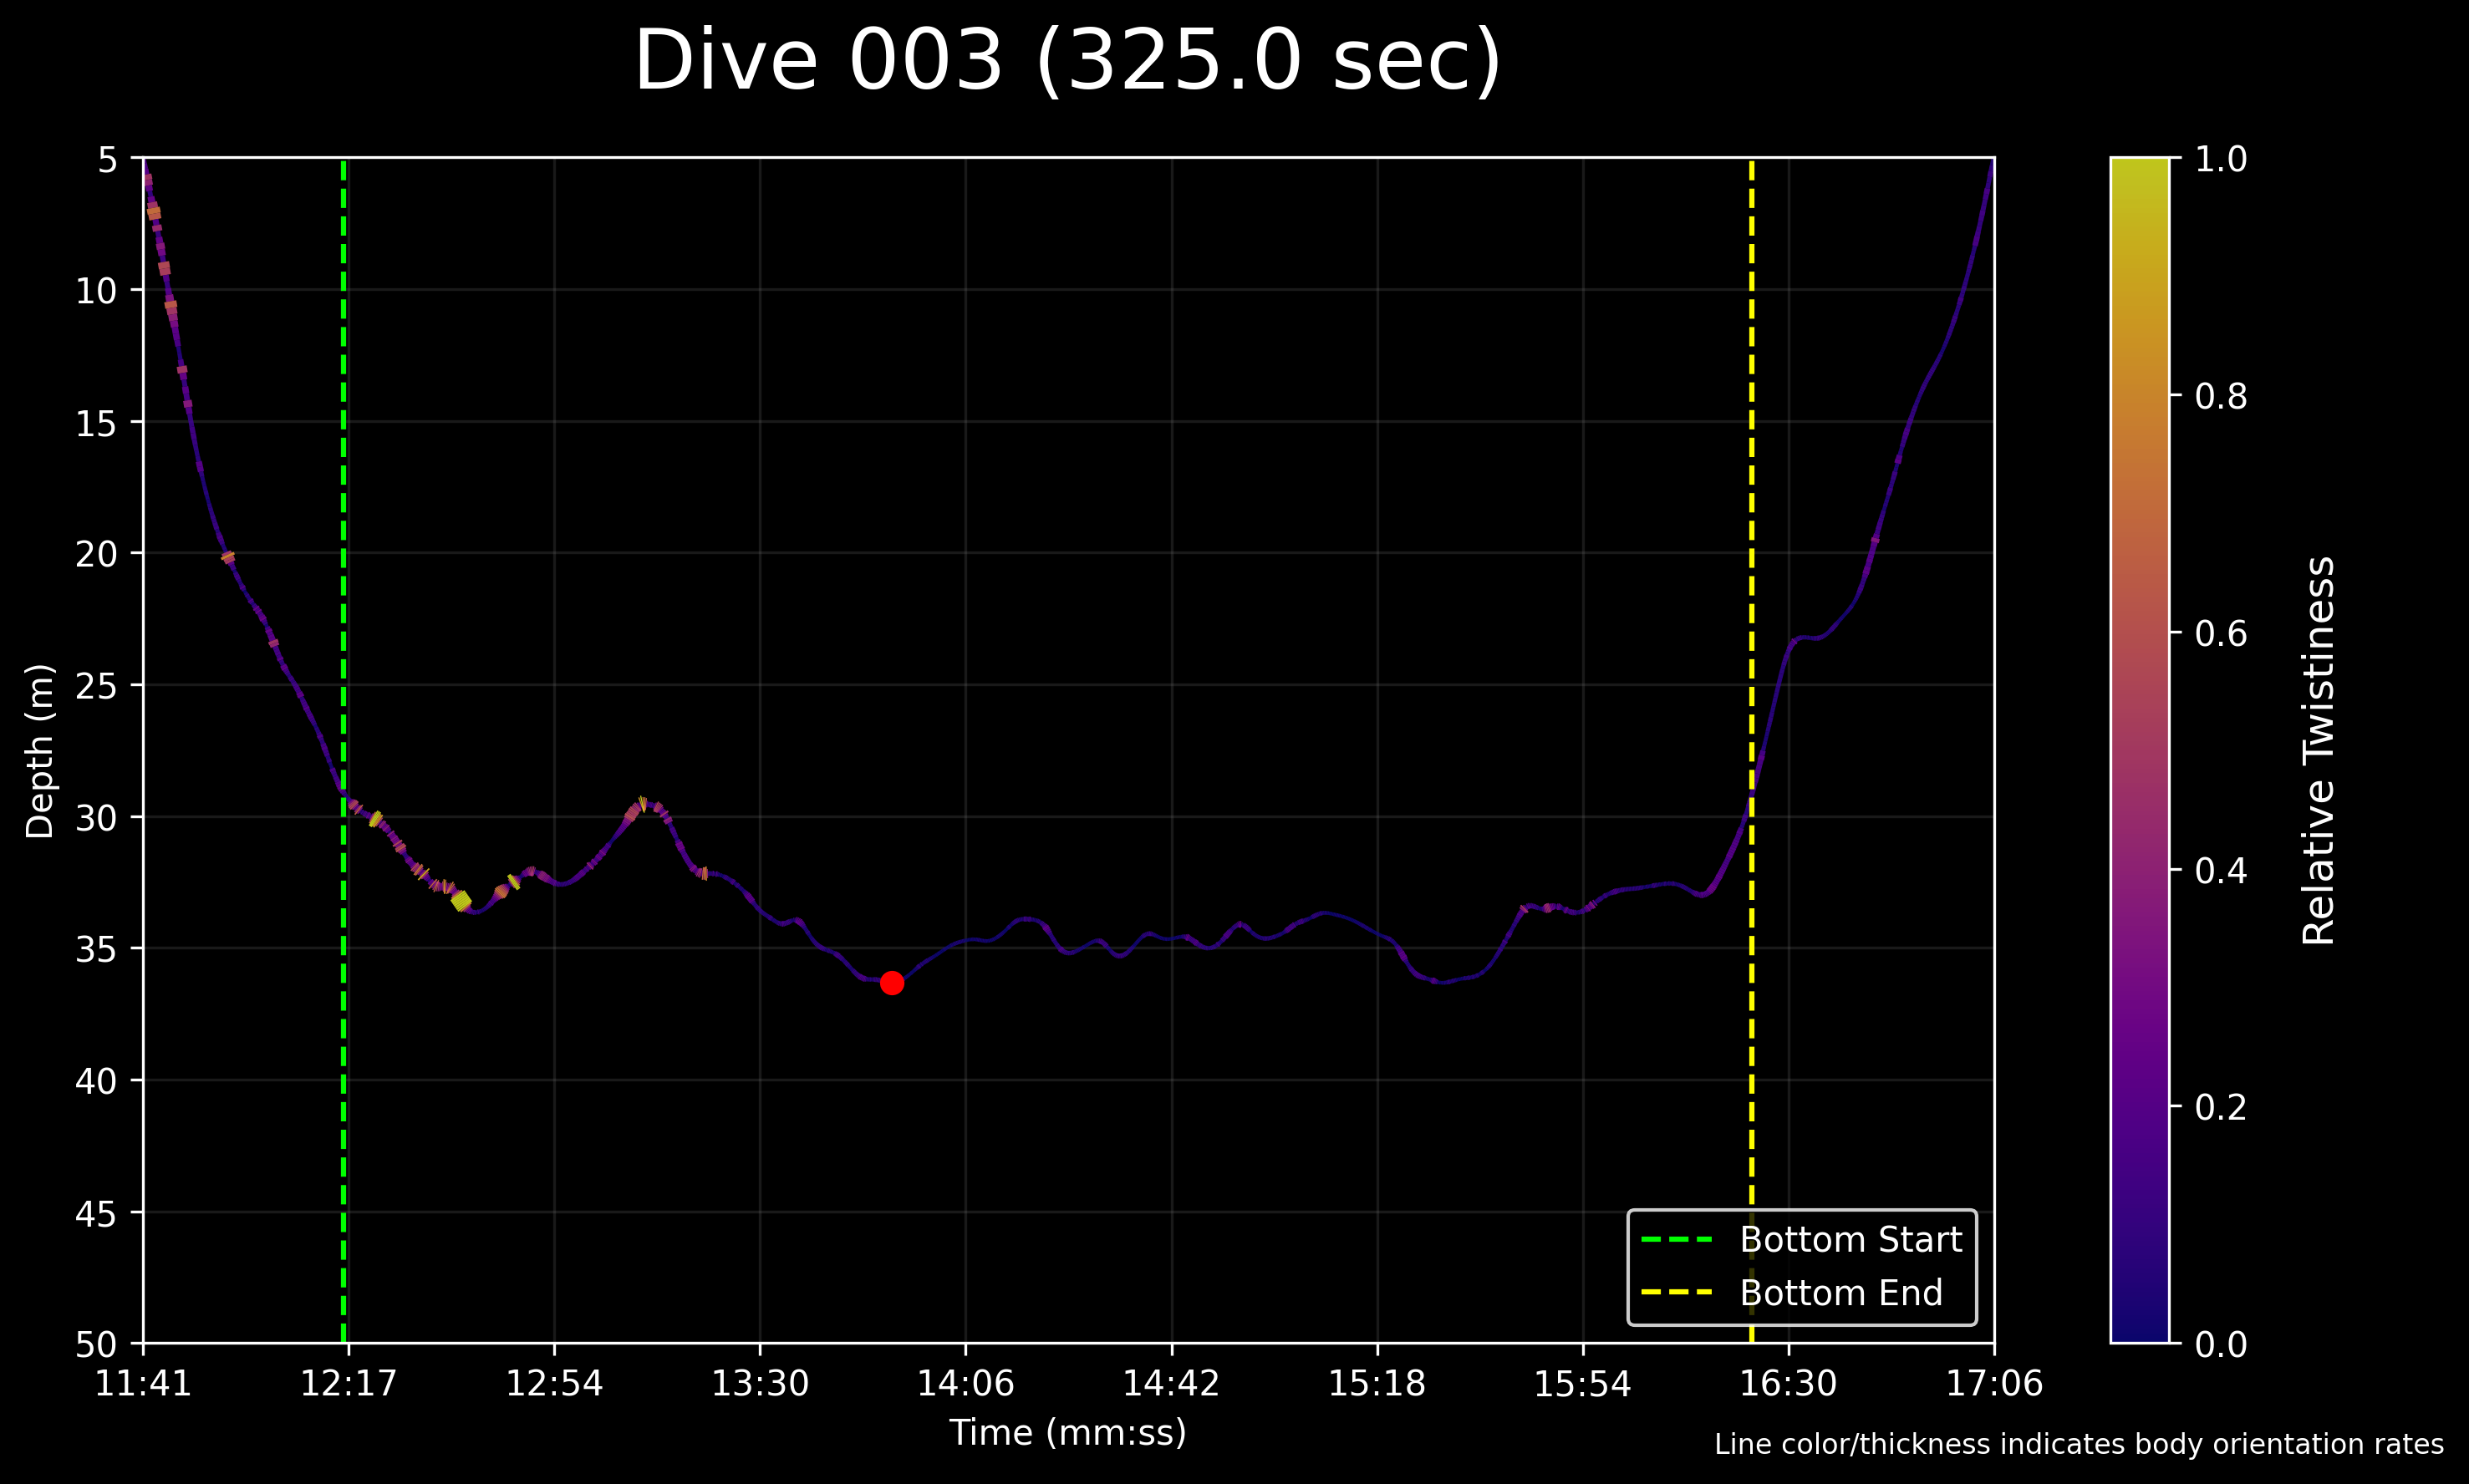 Dive 003 (325.0 sec)
5
10
15
20
25
30
35
40
45
50
Depth (m)
11:41 12:17 12:54 13:30 14:06 14:42 15:18 15:54 16:30 17:06
Time (mm:ss)
Bottom Start
Bottom End
1.0
0.8
0.6
0.4
0.2
0.0
Relative Twistiness
Line color/thickness indicates body orientation rates